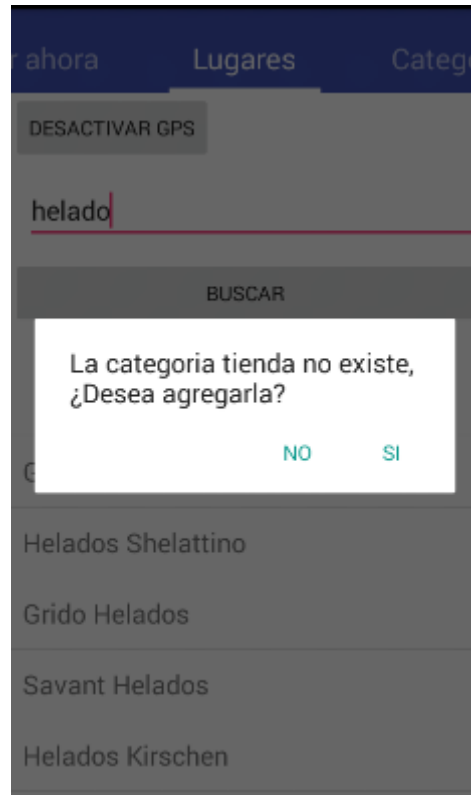 ahora Lugares Categ
DESACTIVAR GPS
helado
BUSCAR
La categoria tienda no existe,
¿Desea agregarla?
NO SI
G
Helados Shelattino
Grido Helados
Savant Helados
Helados Kirschen